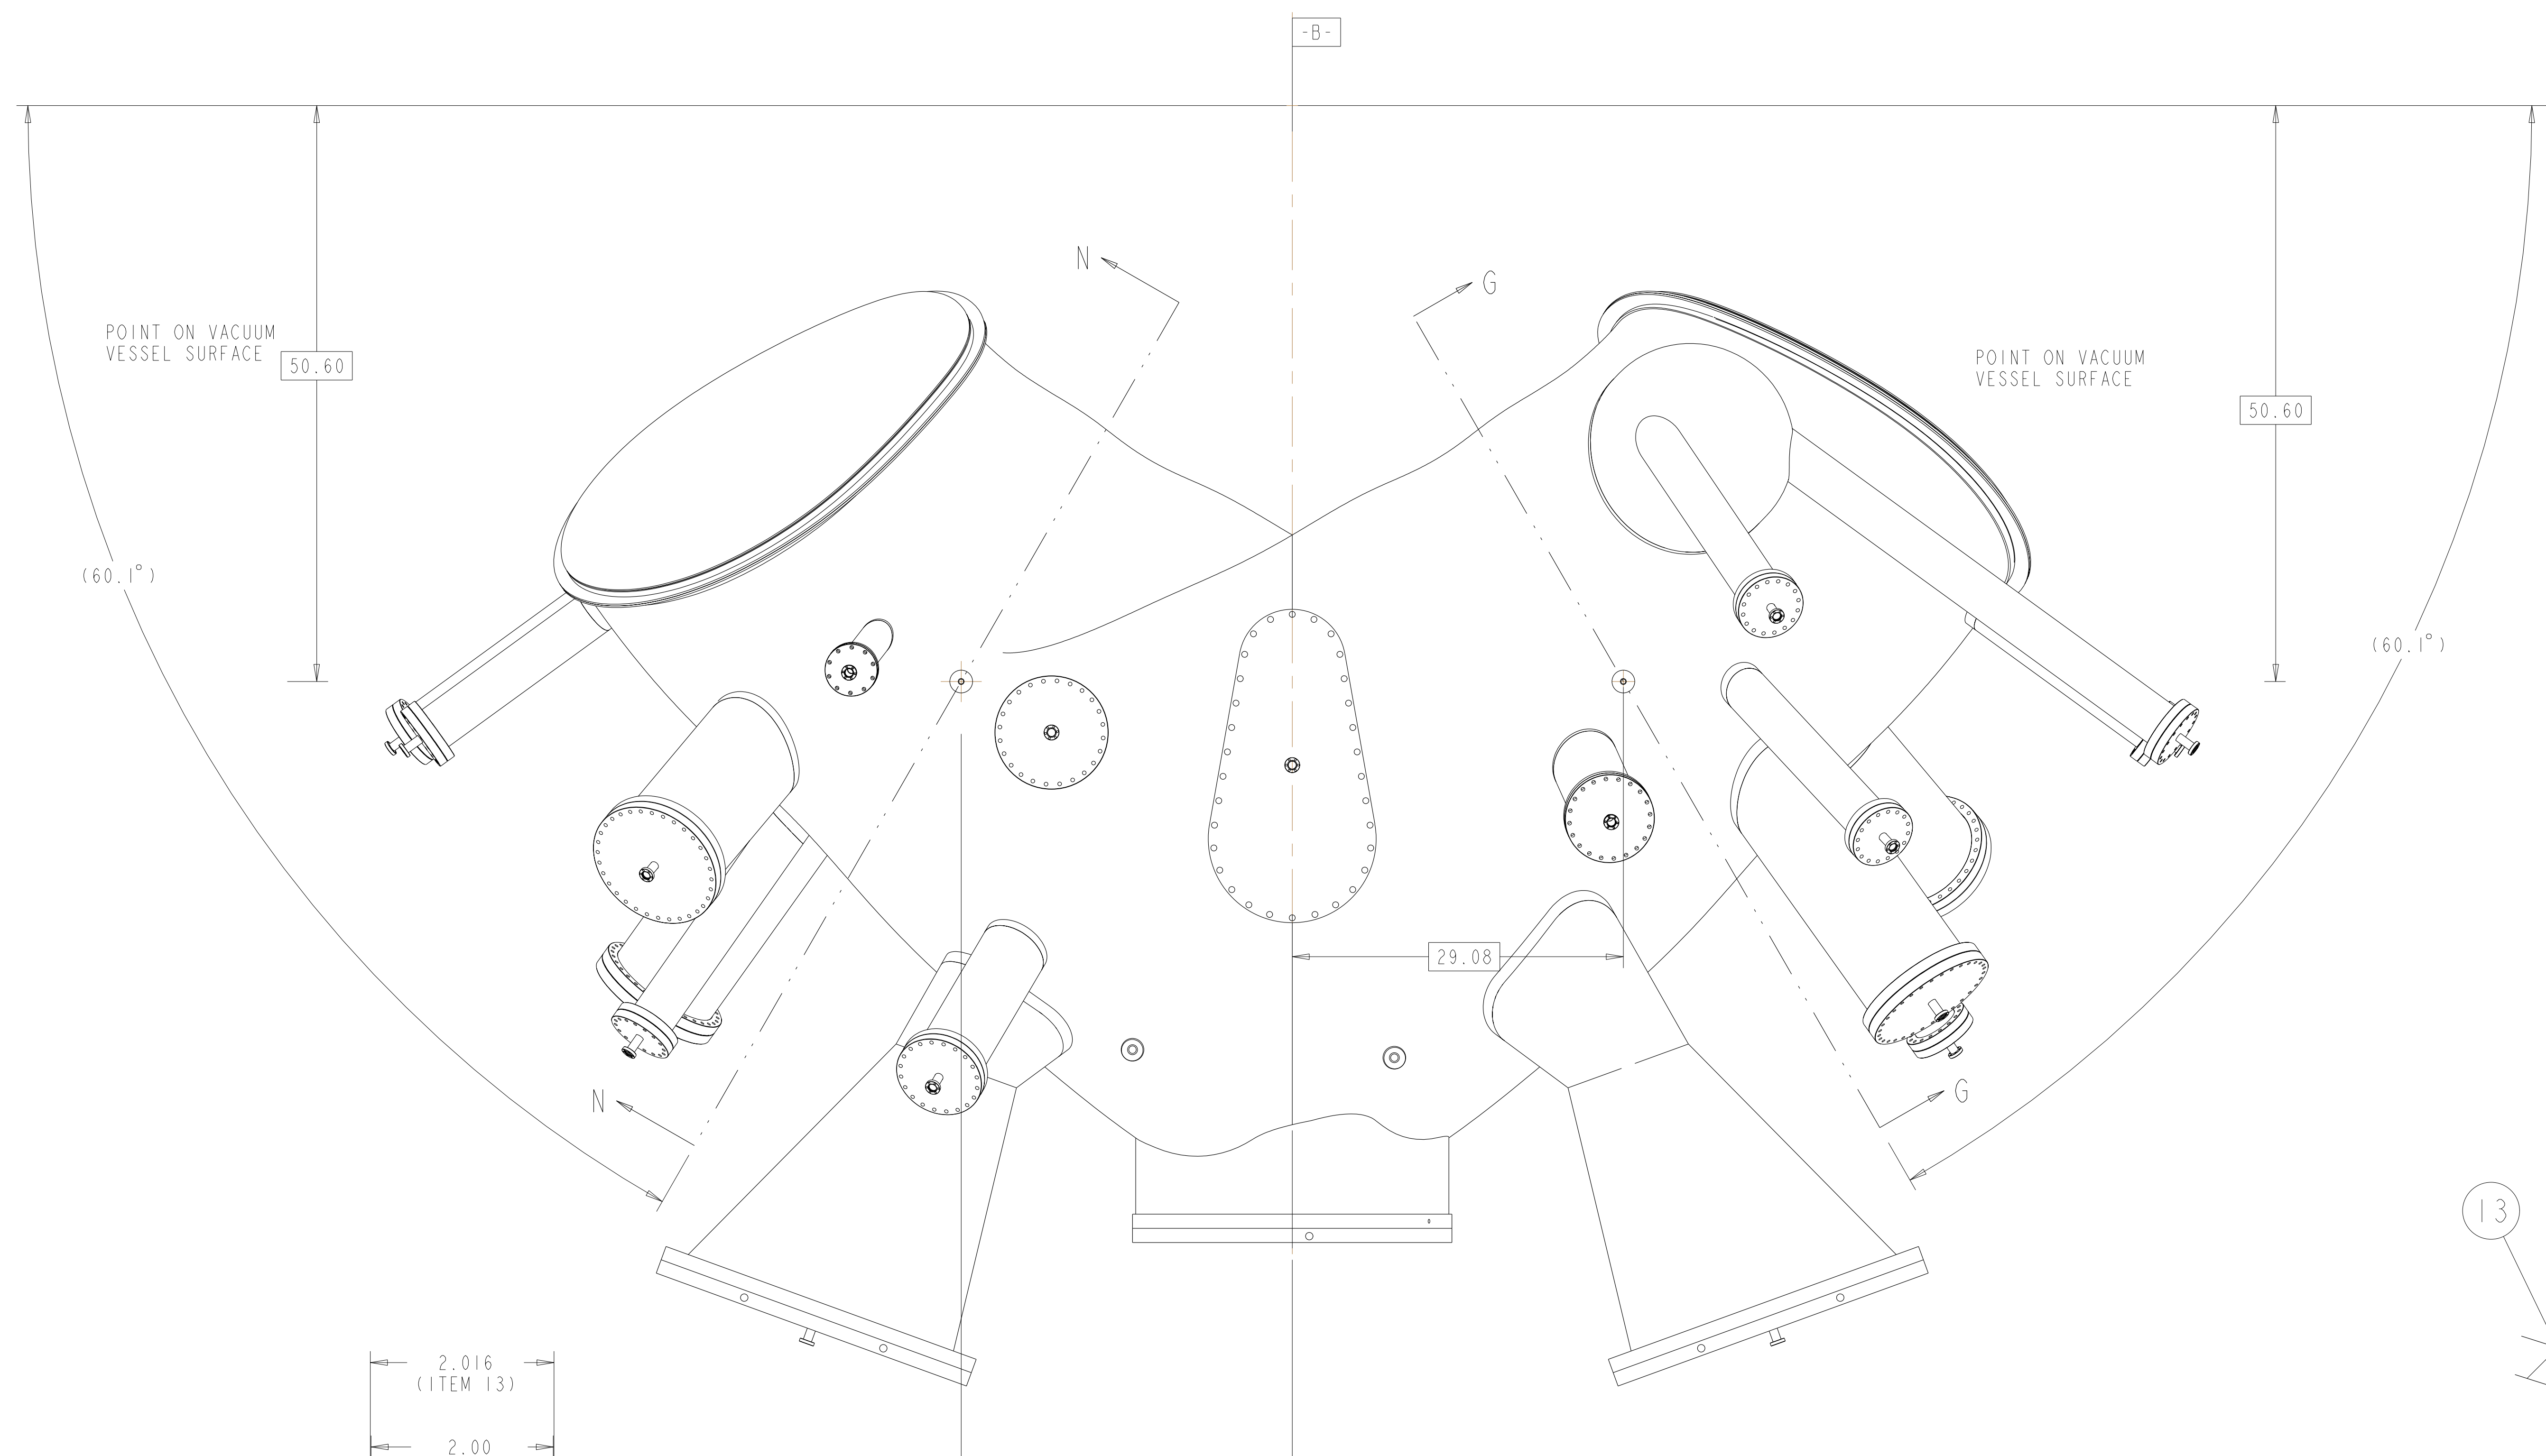 -B-
N
G
POINT ON VACUUM
VESSEL SURFACE
50.60
POINT ON VACUUM
VESSEL SURFACE
50.60
(60.1°)
(60.1°)
29.08
N
G
13
2.016
(ITEM 13)
2.00